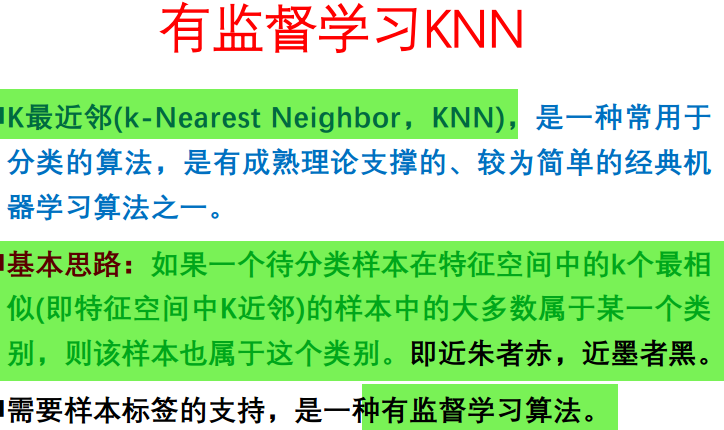 有监督学习KNN
K最近邻(k-Nearest Neighbor，KNN)，是一种常用于
分类的算法，是有成熟理论支撑的、较为简单的经典机
器学习算法之一。
基本思路：如果一个待分类样本在特征空间中的k个最相
似(即特征空间中K近邻)的样本中的大多数属于某一个类
别，则该样本也属于这个类别。即近朱者赤，近墨者黑。
需要样本标签的支持，是一种有监督学习算法。